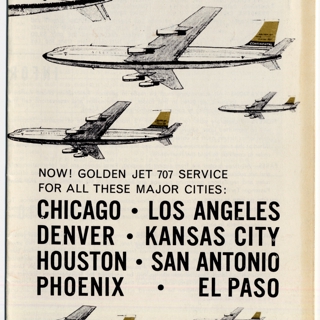 NOW! GOLDEN JET 707 SERVICE
FOR ALL THESE MAJOR CITIES:
CHICAGO • LOS ANGELES
DENVER • KANSAS CITY
HOUSTON • SAN ANTONIO
PHOENIX • EL PASO